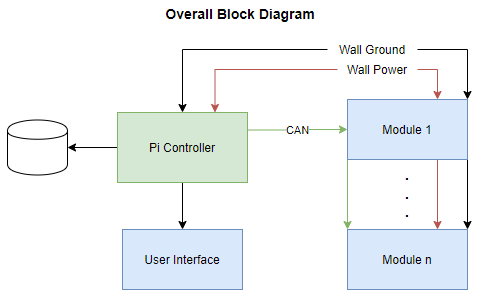 Overall Block Diagram
Wall Ground
Wall Power
Pi Controller
CAN
Module 1
User Interface
Module n